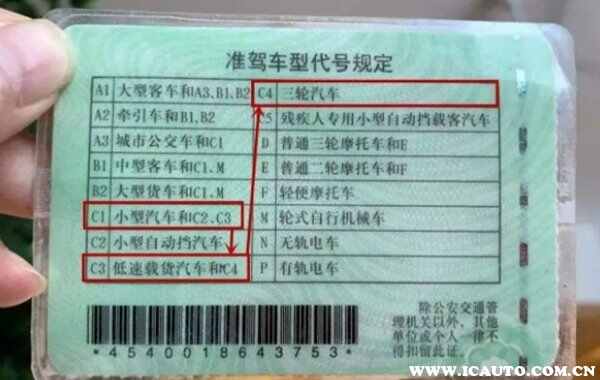 准驾车型代号规定
A1 大型客车和A3.B1.B2 C4 三轮汽车
A2 牵引车和B1.B2 C5 残疾人专用小型自动挡载客汽车
A3 城市公交车和C1 D 普通三轮摩托车和E
B1 中型客车和C1.M E 普通二轮摩托车和F
B2 大型货车和C1.M F 轻便摩托车
C1 小型汽车和C2.C3 M 轮式自行机械车
C2 小型自动挡汽车 N 无轨电车
C3 低速载货汽车和C4 P 有轨电车
*4540018643753*
除公安交通管
理机关以外，其他
单位或个人一律不
得扣留此证。
www.icauto.com.cn